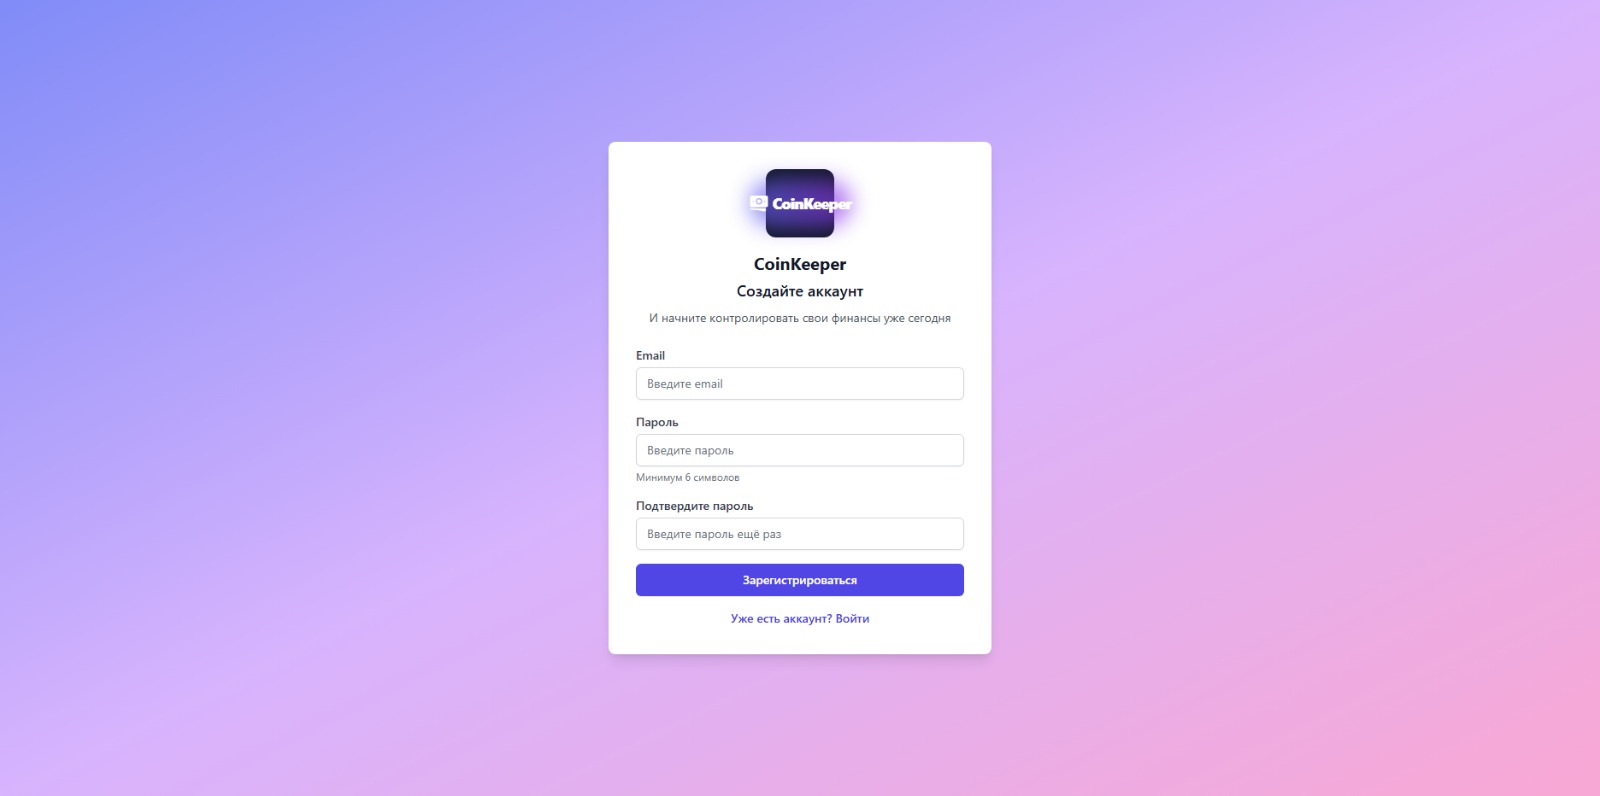 CoinKeeper
CoinKeeper
Создайте аккаунт
И начните контролировать свои финансы уже сегодня
Email
Введите email
Пароль
Введите пароль
Минимум 6 символов
Подтвердите пароль
Введите пароль ещё раз
Зарегистрироваться
Уже есть аккаунт? Войти